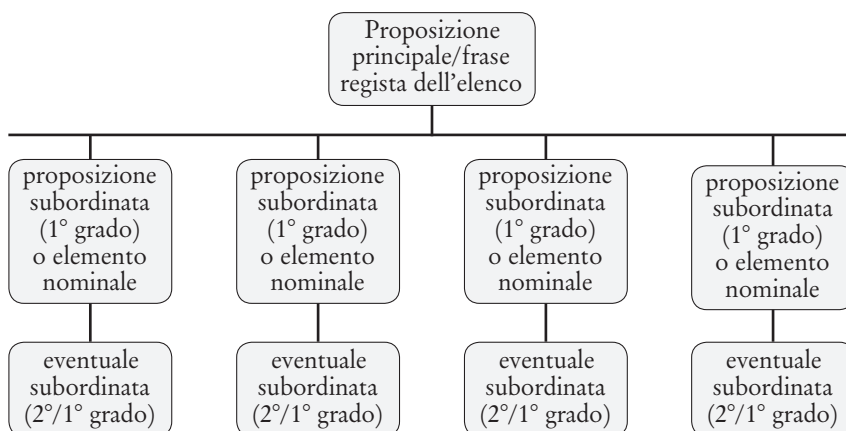 Proposizione
principale/frase
regista dell’elenco
proposizione
subordinata
(1° grado)
o elemento
nominale
proposizione
subordinata
(1° grado)
o elemento
nominale
proposizione
subordinata
(1° grado)
o elemento
nominale
proposizione
subordinata
(1° grado)
o elemento
nominale
eventuale
subordinata
(2°/1° grado)
eventuale
subordinata
(2°/1° grado)
eventuale
subordinata
(2°/1° grado)
eventuale
subordinata
(2°/1° grado)